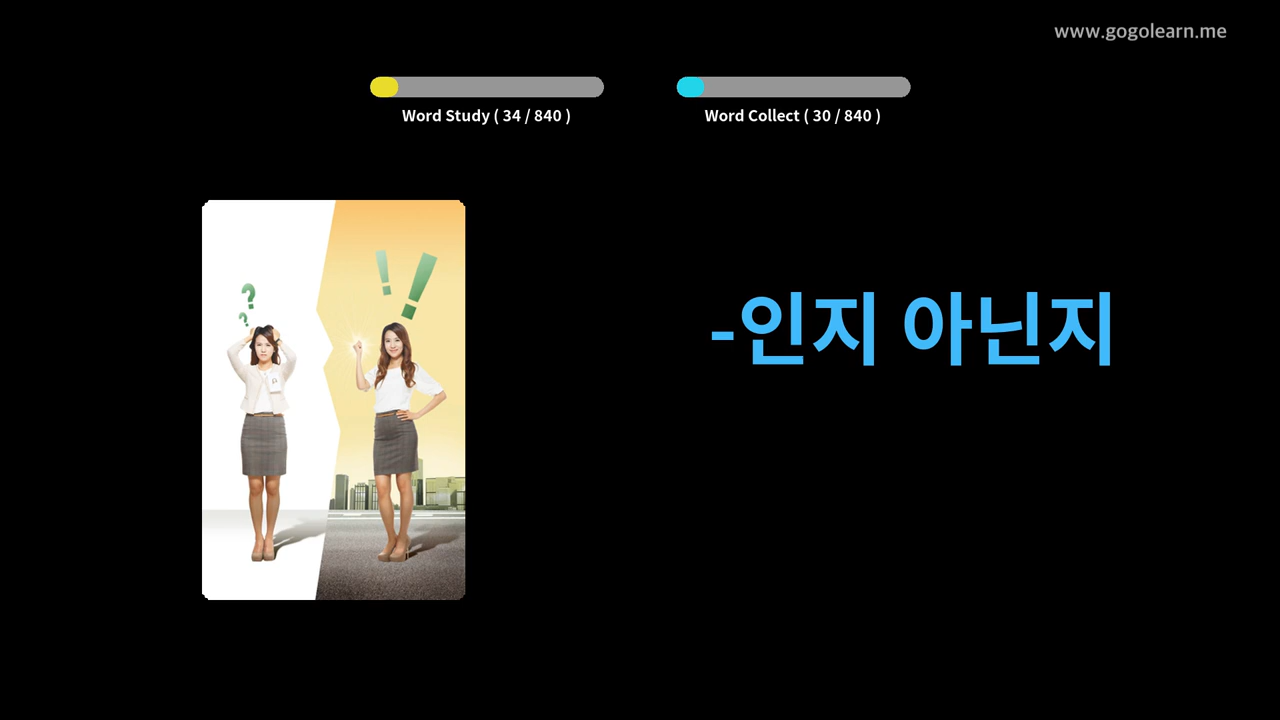 www.gogolearn.me
Word Study ( 34 / 840 )
Word Collect ( 30 / 840 )
? ?
! !
-인지 아닌지